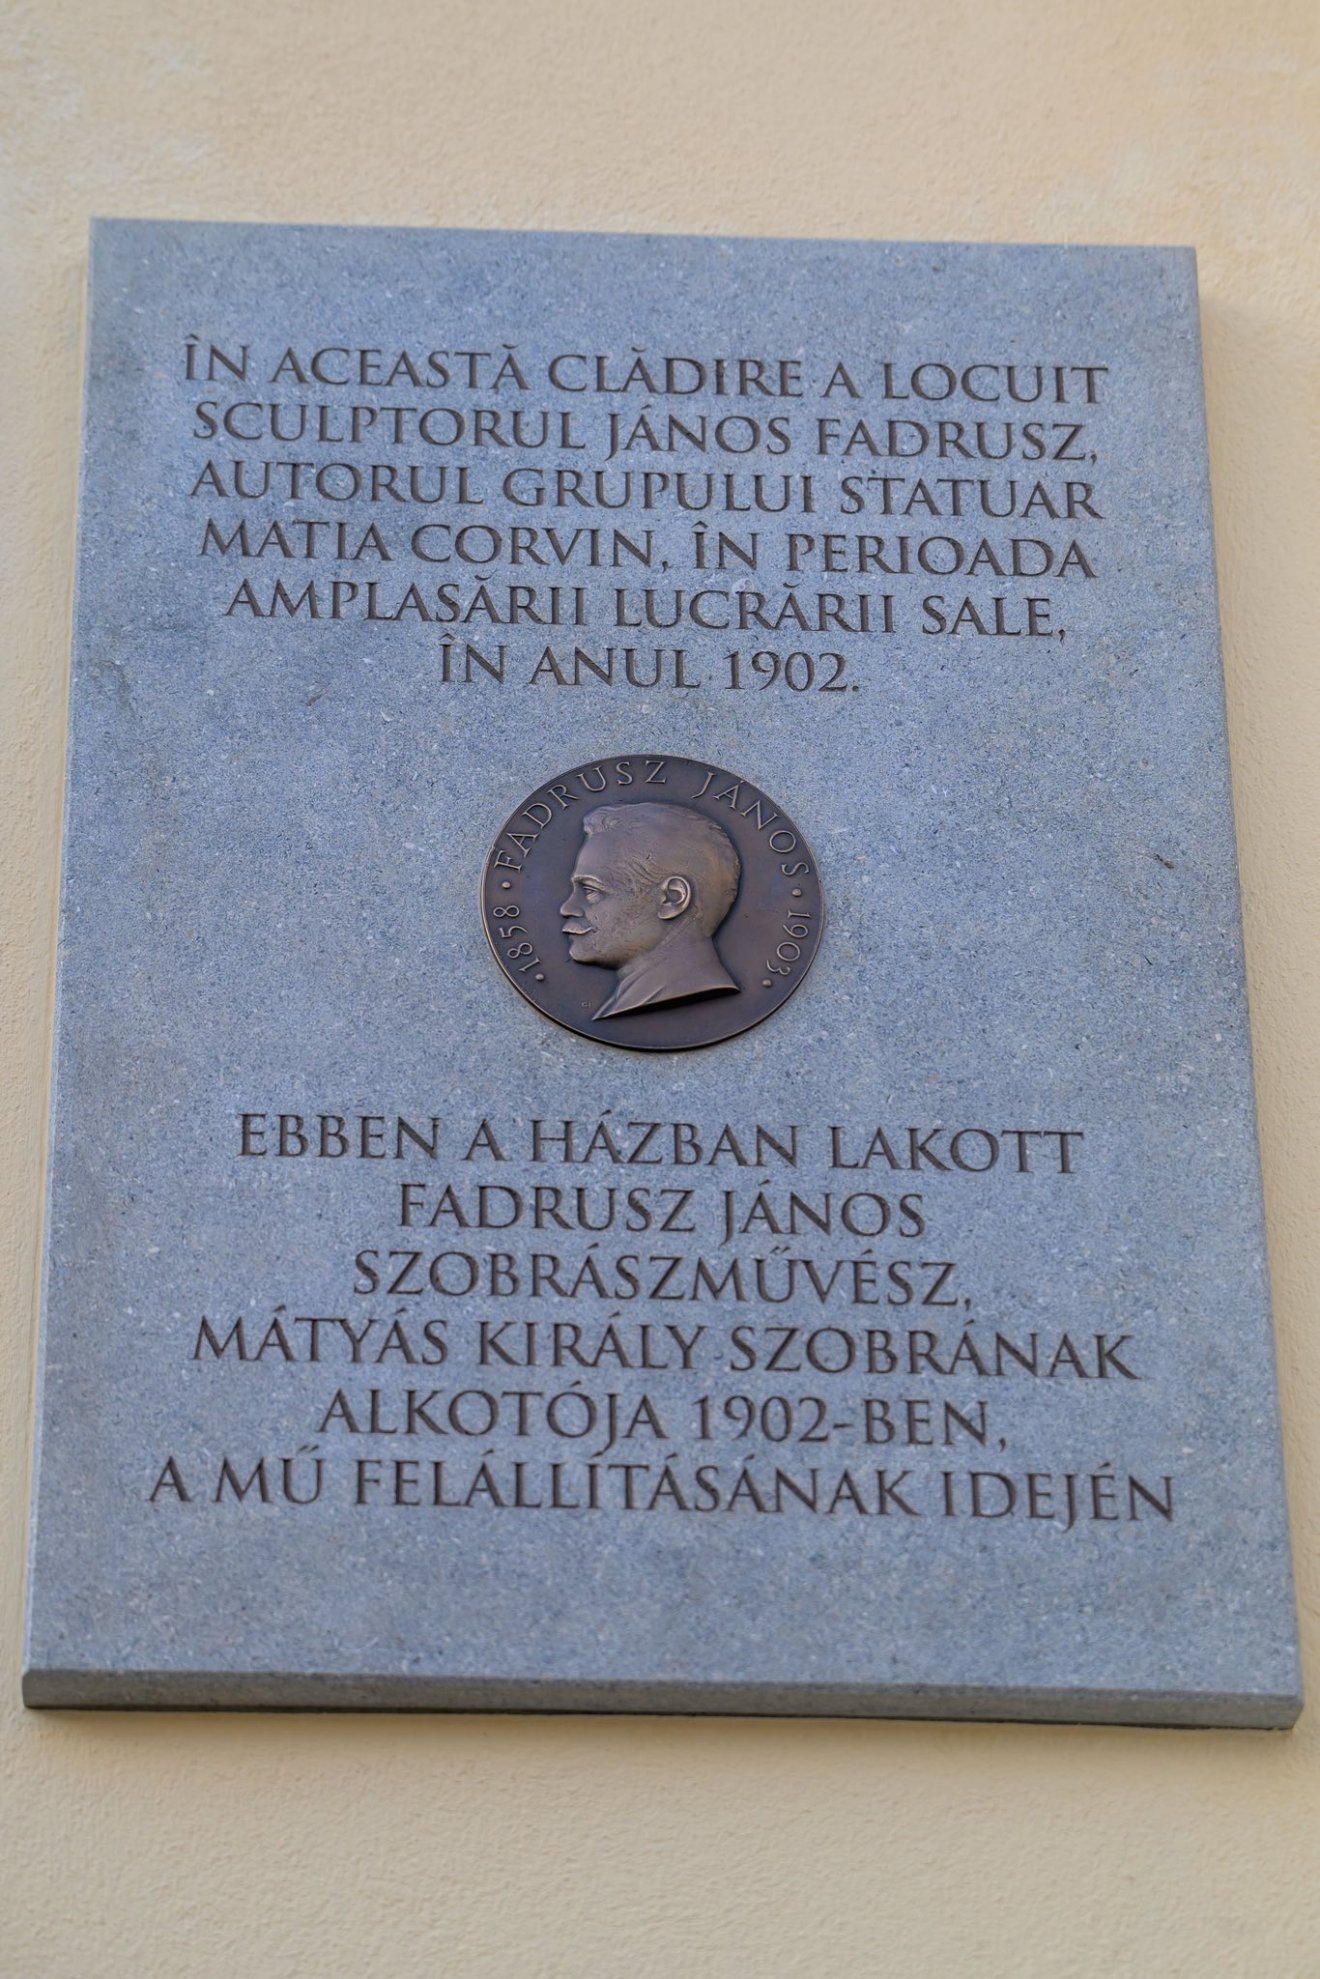 ÎN ACEASTĂ CLĂDIRE A LOCUIT
SCULPTORUL JÁNOS FADRUSZ,
AUTORUL GRUPULUI STATUAR
MATIA CORVIN, ÎN PERIOADA
AMPLASĂRII LUCRĂRII SALE,
ÎN ANUL 1902.
· 1858 · FADRUSZ JÁNOS · 1903 ·
EBBEN A HÁZBAN LAKOTT
FADRUSZ JÁNOS
SZOBRÁSZMŰVÉSZ,
MÁTYÁS KIRÁLY SZOBRÁNAK
ALKOTÓJA 1902-BEN,
A MŰ FELÁLLÍTÁSÁNAK IDEJÉN